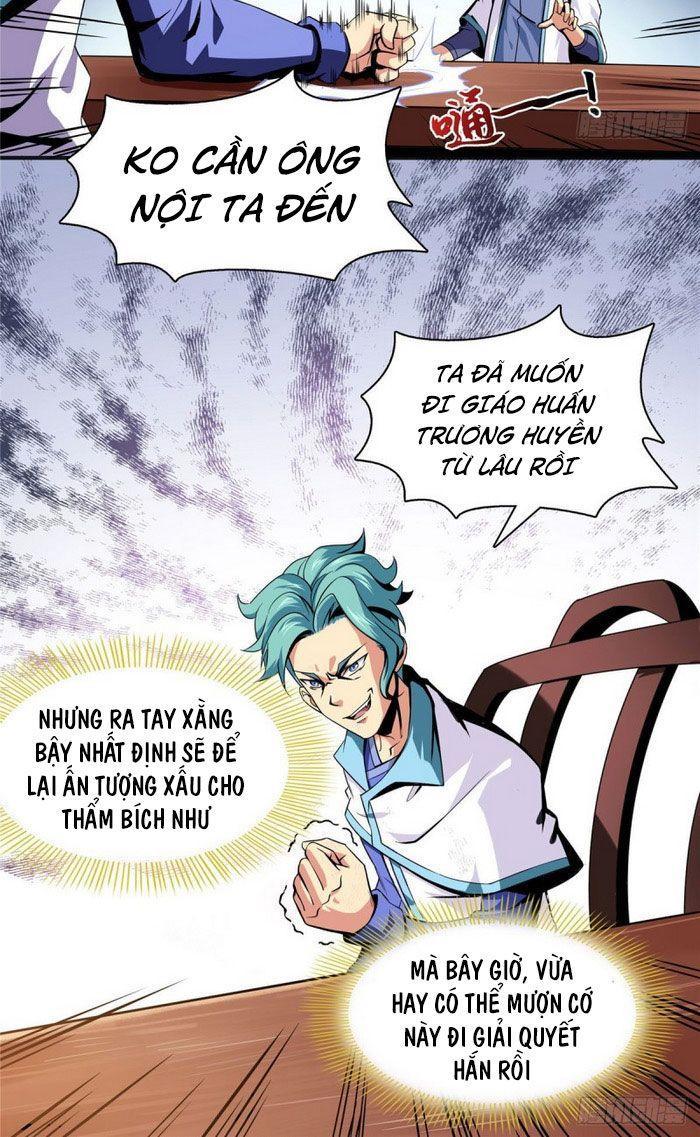 嗵——!
KO CẦN ÔNG
NỘI TA ĐẾN
TA ĐÃ MUỐN
ĐI GIÁO HUẤN
TRƯƠNG HUYỀN
TỪ LÂU RỒI
NHƯNG RA TAY XẰNG
BẬY NHẤT ĐỊNH SẼ ĐỂ
LẠI ẤN TƯỢNG XẤU CHO
THẨM BÍCH NHƯ
MÀ BÂY GIỜ, VỪA
HAY CÓ THỂ MƯỢN CỚ
NÀY ĐI GIẢI QUYẾT
HẮN RỒI